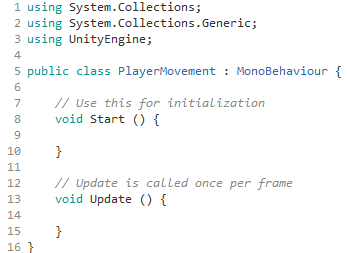 1 using System.Collections;
2 using System.Collections.Generic;
3 using UnityEngine;
4
5 public class PlayerMovement : MonoBehaviour {
6
7     // Use this for initialization
8     void Start () {
9
10     }
11
12     // Update is called once per frame
13     void Update () {
14
15     }
16 }